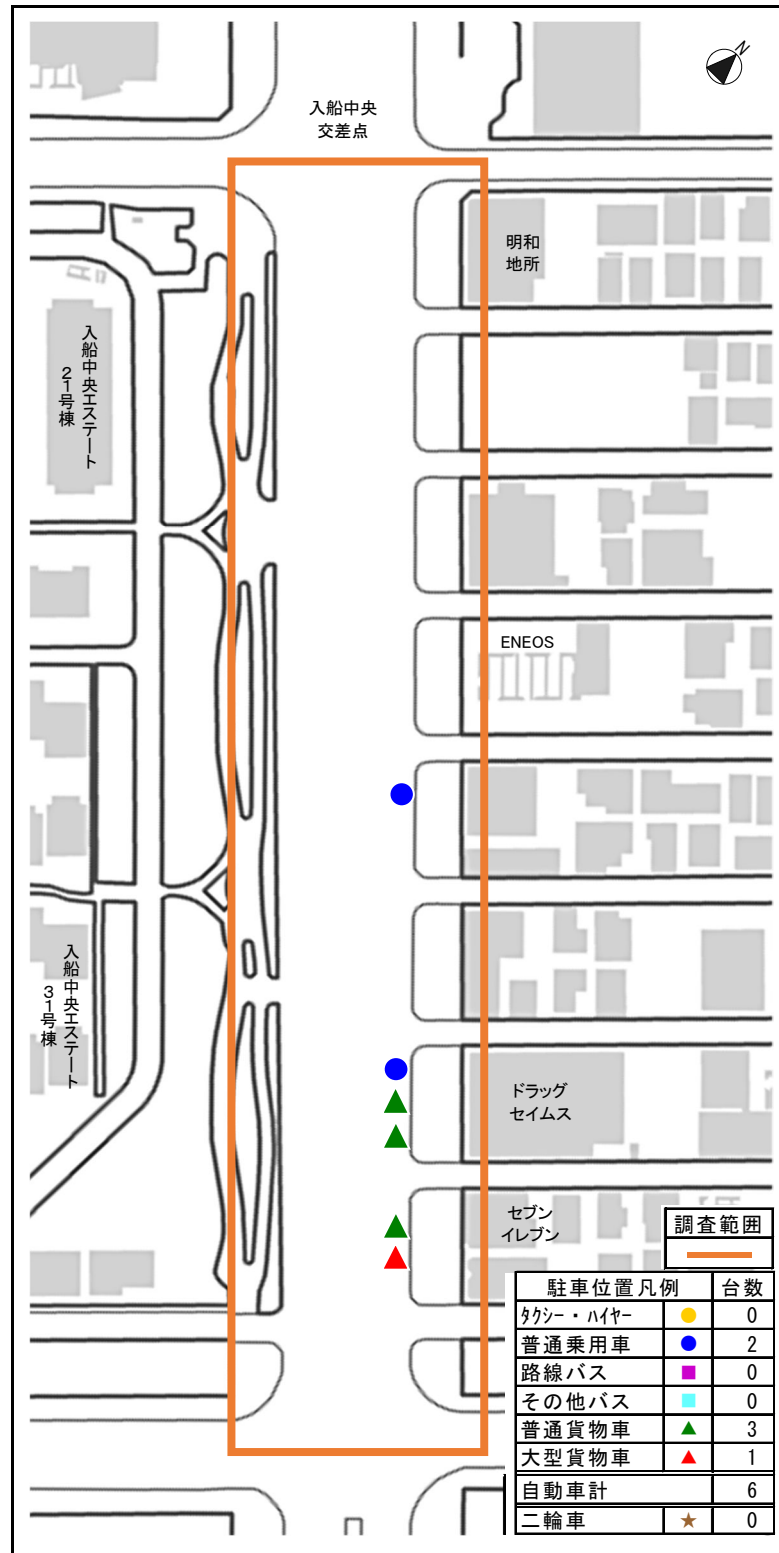 N
入船中央
交差点
明和
地所
入船中央エステート
21号棟
ENEOS
入船中央エステート
31号棟
ドラッグ
セイムス
セブン
イレブン
調査範囲
駐車位置凡例 台数
ﾀｸｼｰ・ﾊｲﾔｰ 0
普通乗用車 2
路線バス 0
その他バス 0
普通貨物車 3
大型貨物車 1
自動車計 6
二輪車 0